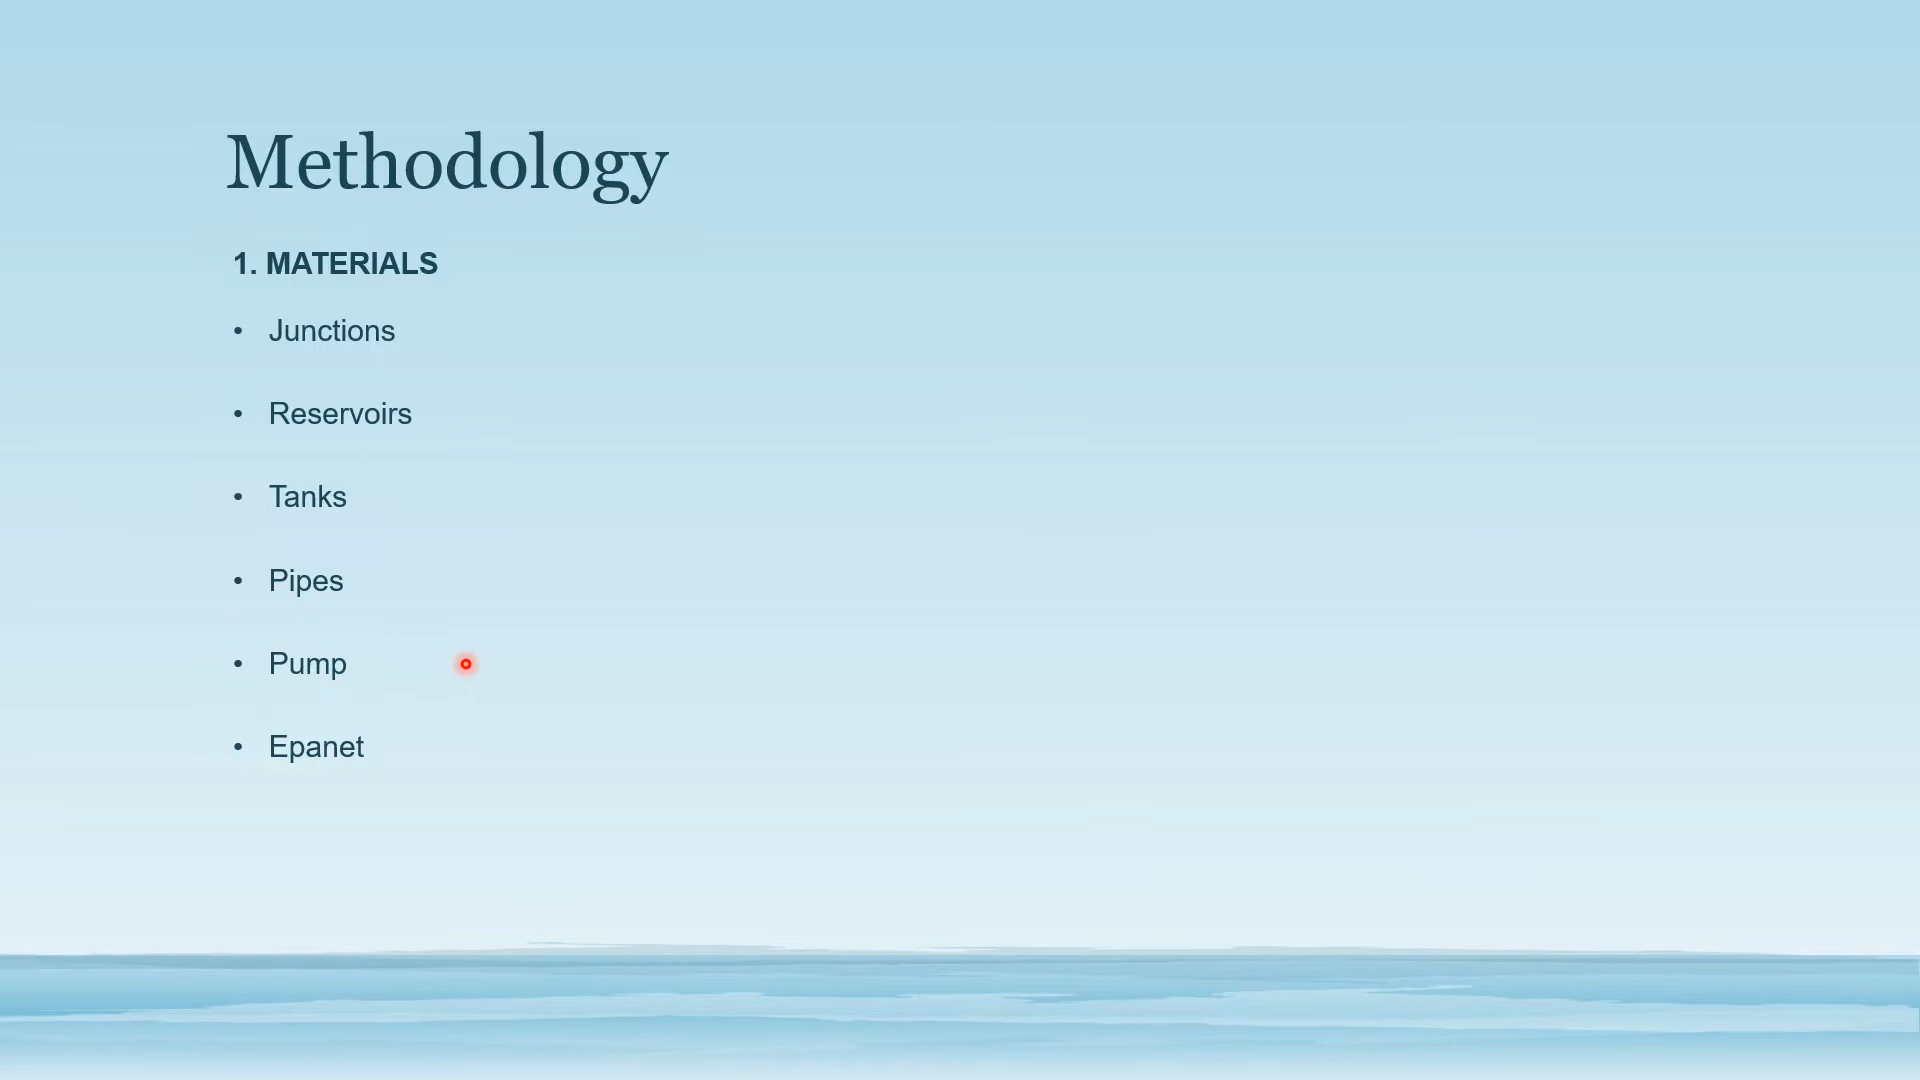 Methodology
1. MATERIALS
• Junctions
• Reservoirs
• Tanks
• Pipes
• Pump
• Epanet